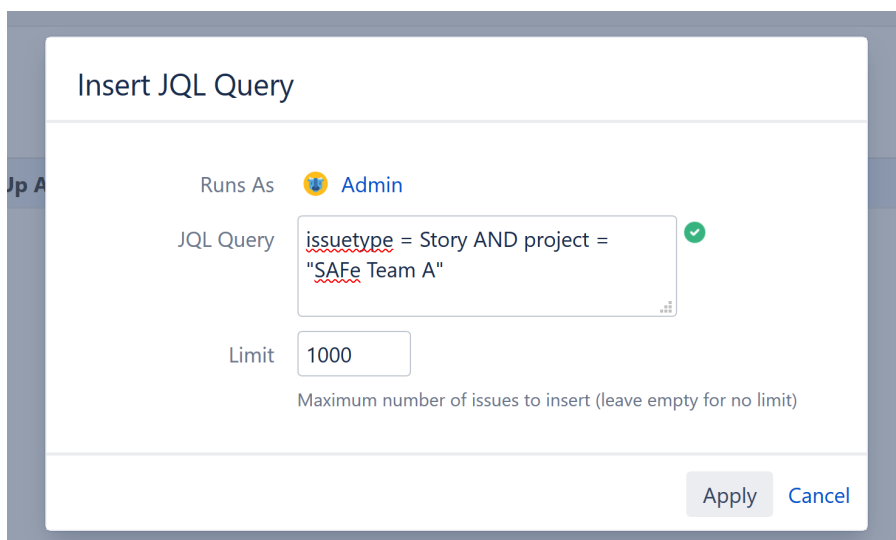 Insert JQL Query
Up A
Runs As Admin
JQL Query issuetype = Story AND project =
"SAFe Team A"
Limit 1000
Maximum number of issues to insert (leave empty for no limit)
Apply Cancel